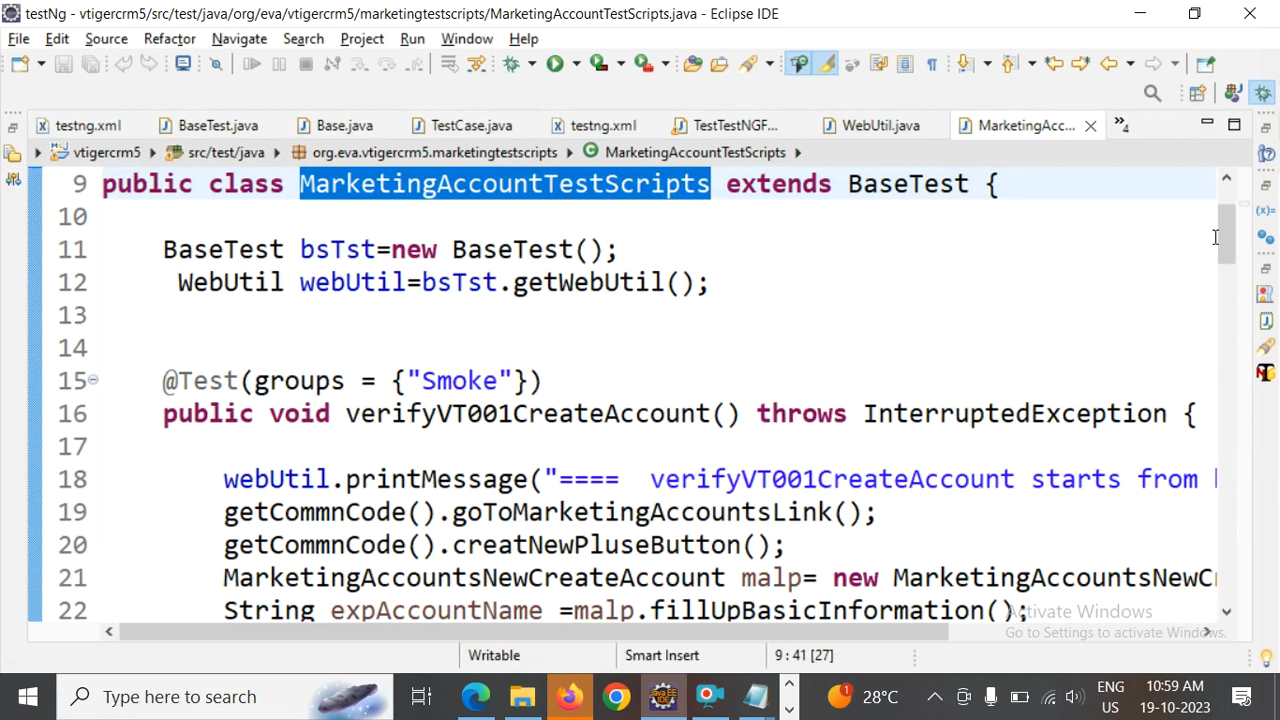 testNg - vtigercrm5/src/test/java/org/eva/vtigercrm5/marketingtestscripts/MarketingAccountTestScripts.java - Eclipse IDE
File Edit Source Refactor Navigate Search Project Run Window Help
testng.xml BaseTest.java Base.java TestCase.java testng.xml TestTestNGF... WebUtil.java MarketingAcc... »4
vtigercrm5 src/test/java org.eva.vtigercrm5.marketingtestscripts MarketingAccountTestScripts
9 public class MarketingAccountTestScripts extends BaseTest {
10
11 BaseTest bsTst=new BaseTest();
12 WebUtil webUtil=bsTst.getWebUtil();
13
14
15 @Test(groups = {"Smoke"})
16 public void verifyVT001CreateAccount() throws InterruptedException {
17
18 webUtil.printMessage("==== verifyVT001CreateAccount starts from
19 getCommnCode().goToMarketingAccountsLink();
20 getCommnCode().creatNewPluseButton();
21 MarketingAccountsNewCreateAccount malp= new MarketingAccountsNewCr
22 String expAccountName =malp.fillUpBasicInformation();
Activate Windows
Go to Settings to activate Windows.
Writable Smart Insert 9 : 41 [27]
Type here to search 1 28°C ENG US 10:59 AM 19-10-2023